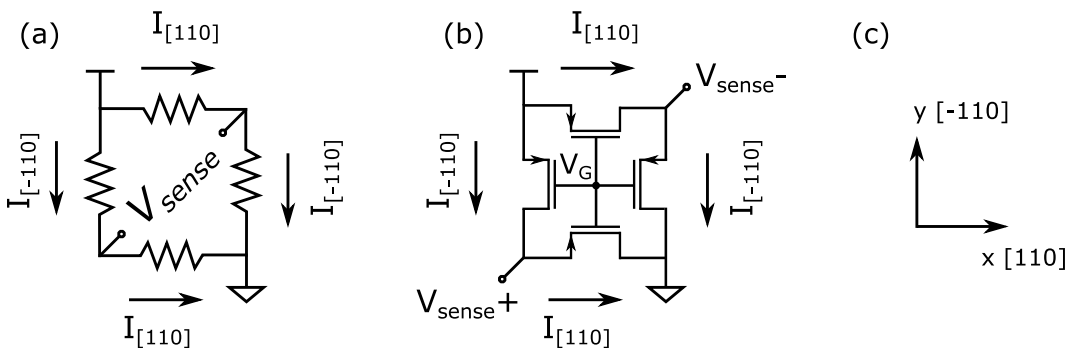 (a)
I[110]
I[-110]
V sense
I[-110]
I[110]
(b)
I[110]
Vsense-
I[-110]
VG
I[-110]
Vsense+
I[110]
(c)
y [-110]
x [110]